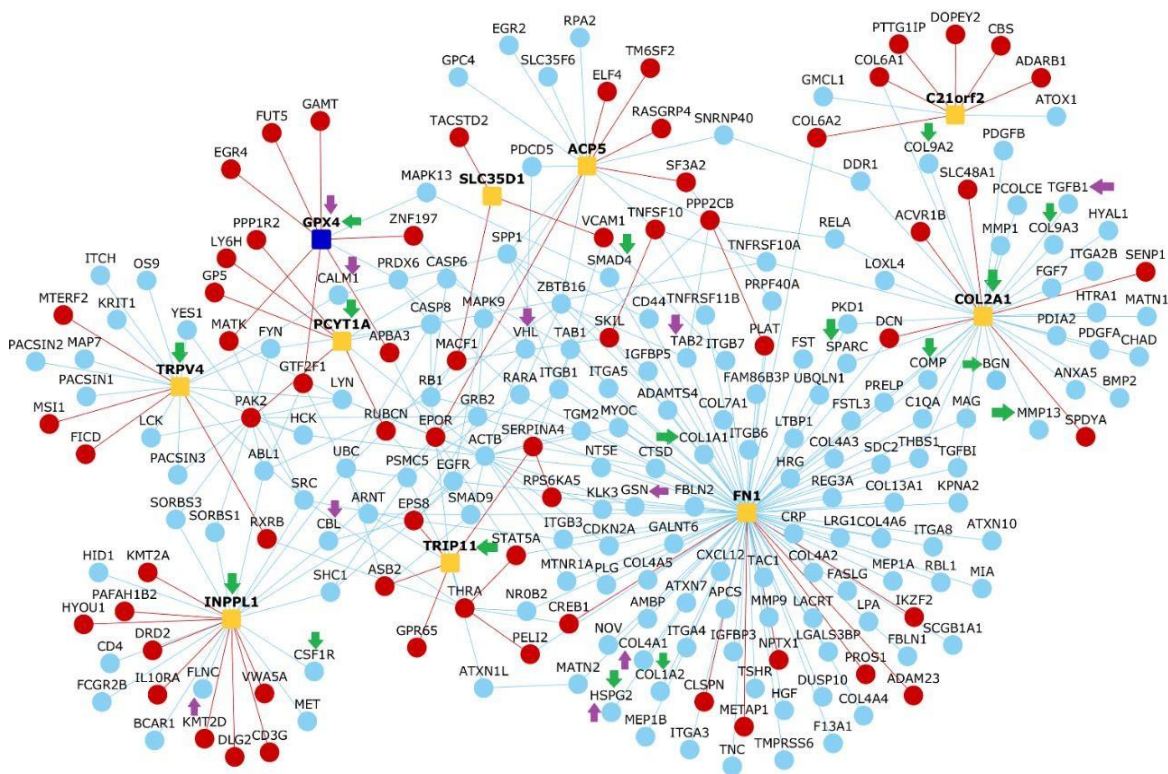 RPA2
DOPEY2
EGR2
PTTG1IP
CBS
SLC35F6
TM6SF2
COL6A1
ADARB1
GPC4
ELF4
GMCL1
GAMT
C21orf2
ATOX1
FUT5
TACSTD2
RASGRP4
SNRNP40
COL6A2
PDGFB
EGR4
PDCD5
ACP5
COL9A2
SF3A2
DDR1
SLC35D1
MAPK13
SLC48A1
PCOLCE
TGFB1
PPP1R2
GPX4
ZNF197
VCAM1
TNFSF10
PPP2CB
RELA
ACVR1B
MMP1
COL9A3
HYAL1
LY6H
SPP1
SMAD4
TNFRSF10A
ITGA2B
SENP1
ITCH
OS9
CALM1
PRDX6
CASP6
LOXL4
FGF7
GP5
ZBTB16
PRPF40A
COL2A1
HTRA1
MATN1
MTERF2
KRIT1
YES1
PCYT1A
CASP8
MAPK9
CD44
TNFRSF11B
PKD1
DCN
PDIA2
PDGFA
CHAD
MATK
APBA3
MACF1
VHL
TAB1
SKIL
TAB2
ITGB7
PLAT
FST
SPARC
COMP
BGN
PACSIN2
MAP7
FYN
TRPV4
GTF2F1
IGFBP5
FAM86B3P
UBQLN1
ANXA5
BMP2
PACSIN1
LYN
RB1
RARA
ITGB1
ITGA5
ADAMTS4
PRELP
MSI1
PAK2
GRB2
COL7A1
FSTL3
C1QA
MAG
MMP13
SPDYA
LCK
HCK
RUBCN
EPOR
TGM2
MYOC
LTBP1
FICD
ACTB
SERPINA4
COL1A1
ITGB6
COL4A3
SDC2
THBS1
PACSIN3
ABL1
UBC
PSMC5
EGFR
NT5E
CTSD
HRG
TGFBI
SRC
RPS6KA5
FN1
REG3A
COL13A1
KPNA2
SORBS3
ARNT
EPS8
SMAD9
KLK3
GSN
FBLN2
SORBS1
CBL
ITGB3
CDKN2A
GALNT6
CRP
LRG1
COL4A6
ITGA8
ATXN10
RXRB
TRIP11
STAT5A
HID1
KMT2A
SHC1
ASB2
MTNR1A
PLG
COL4A5
CXCL12
TAC1
COL4A2
MEP1A
RBL1
MIA
PAFAH1B2
INPPL1
THRA
NR0B2
CREB1
ATXN7
FASLG
HYOU1
AMBP
APCS
MMP9
LACRT
LPA
IKZF2
DRD2
GPR65
PELI2
NOV
ITGA4
IGFBP3
NPTX1
LGALS3BP
FBLN1
SCGB1A1
CD4
CSF1R
COL4A1
PROS1
FCGR2B
IL10RA
FLNC
VWA5A
ATXN1L
MATN2
COL1A2
CLSPN
TSHR
DUSP10
ADAM23
HSPG2
METAP1
HGF
COL4A4
BCAR1
KMT2D
MET
MEP1B
F13A1
DLG2
CD3G
ITGA3
TNC
TMPRSS6